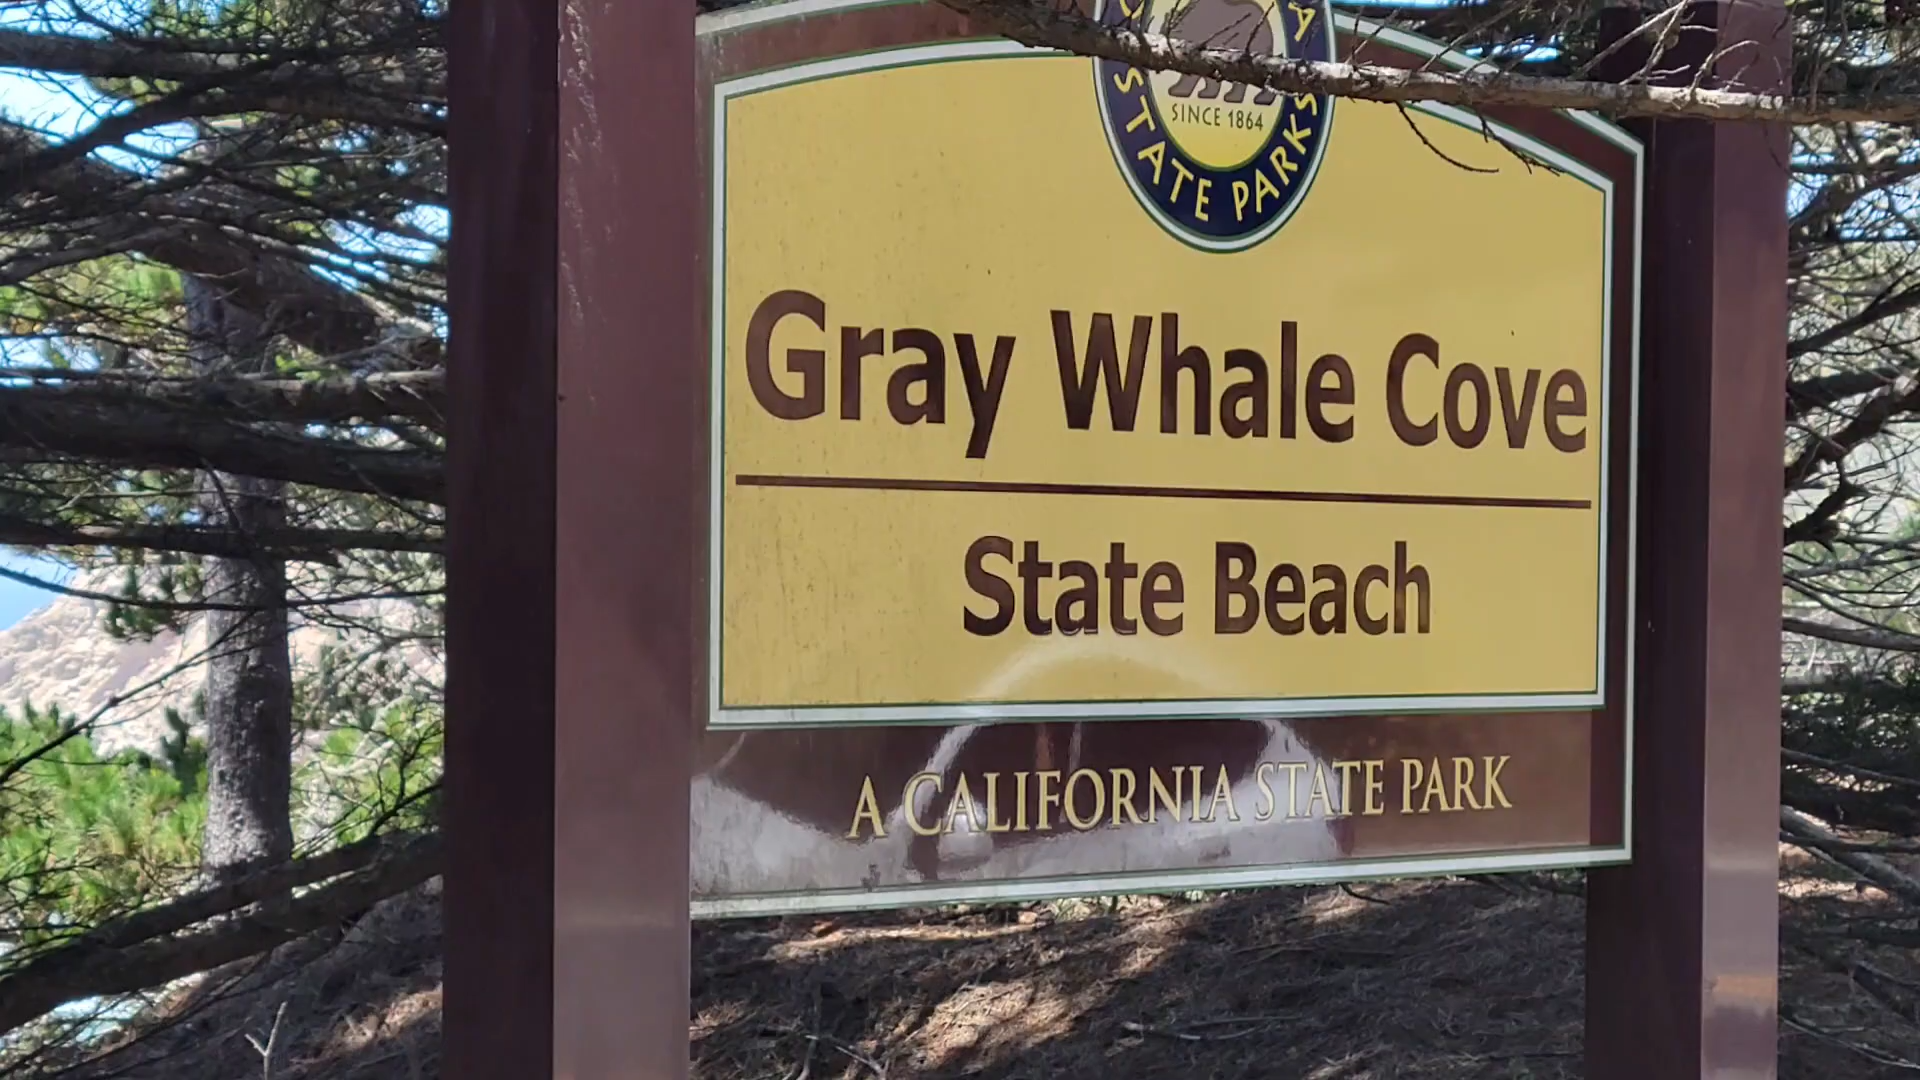 SINCE 1864
STATE PARKS
Gray Whale Cove
State Beach
A CALIFORNIA STATE PARK